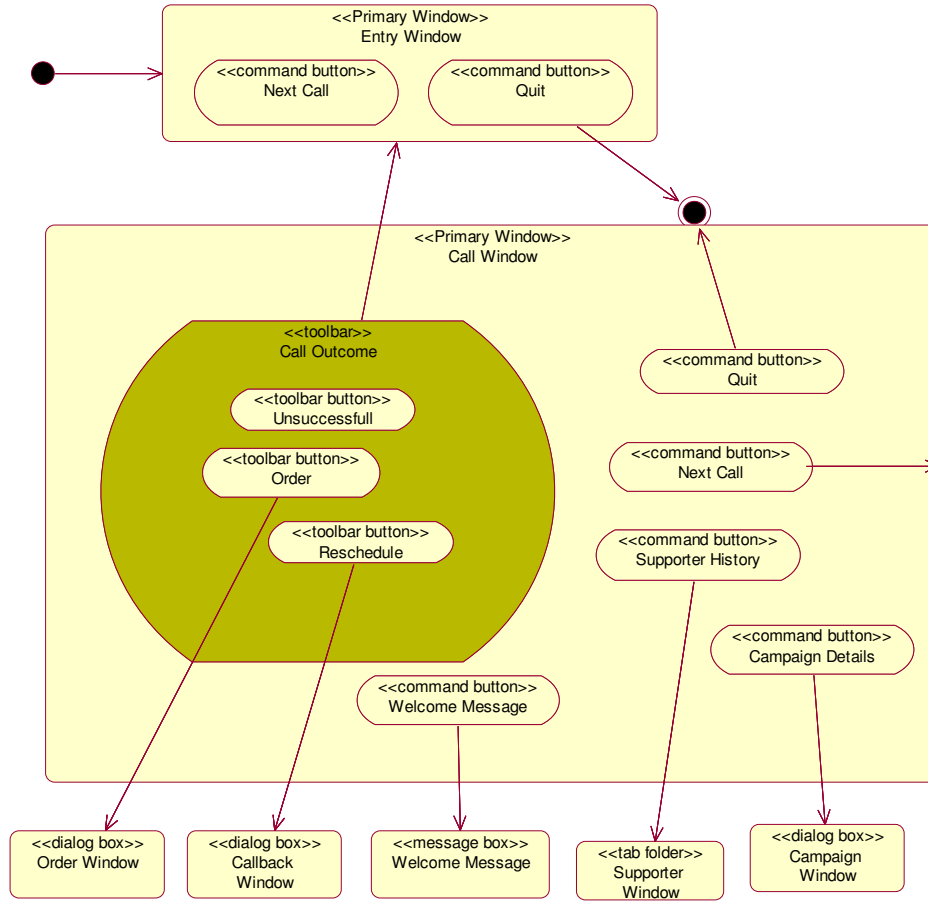 <<Primary Window>>
Entry Window
<<command button>>
Next Call
<<command button>>
Quit
<<Primary Window>>
Call Window
<<toolbar>>
Call Outcome
<<toolbar button>>
Unsuccessfull
<<toolbar button>>
Order
<<toolbar button>>
Reschedule
<<command button>>
Quit
<<command button>>
Next Call
<<command button>>
Supporter History
<<command button>>
Campaign Details
<<command button>>
Welcome Message
<<dialog box>>
Order Window
<<dialog box>>
Callback
Window
<<message box>>
Welcome Message
<<tab folder>>
Supporter
Window
<<dialog box>>
Campaign
Window